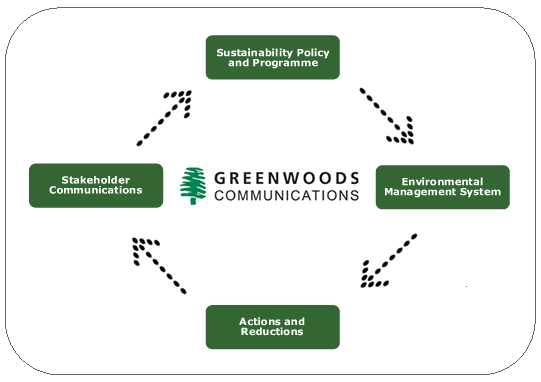 Sustainability Policy
and Programme
Stakeholder
Communications
GREENWOODS
COMMUNICATIONS
Environmental
Management System
Actions and
Reductions